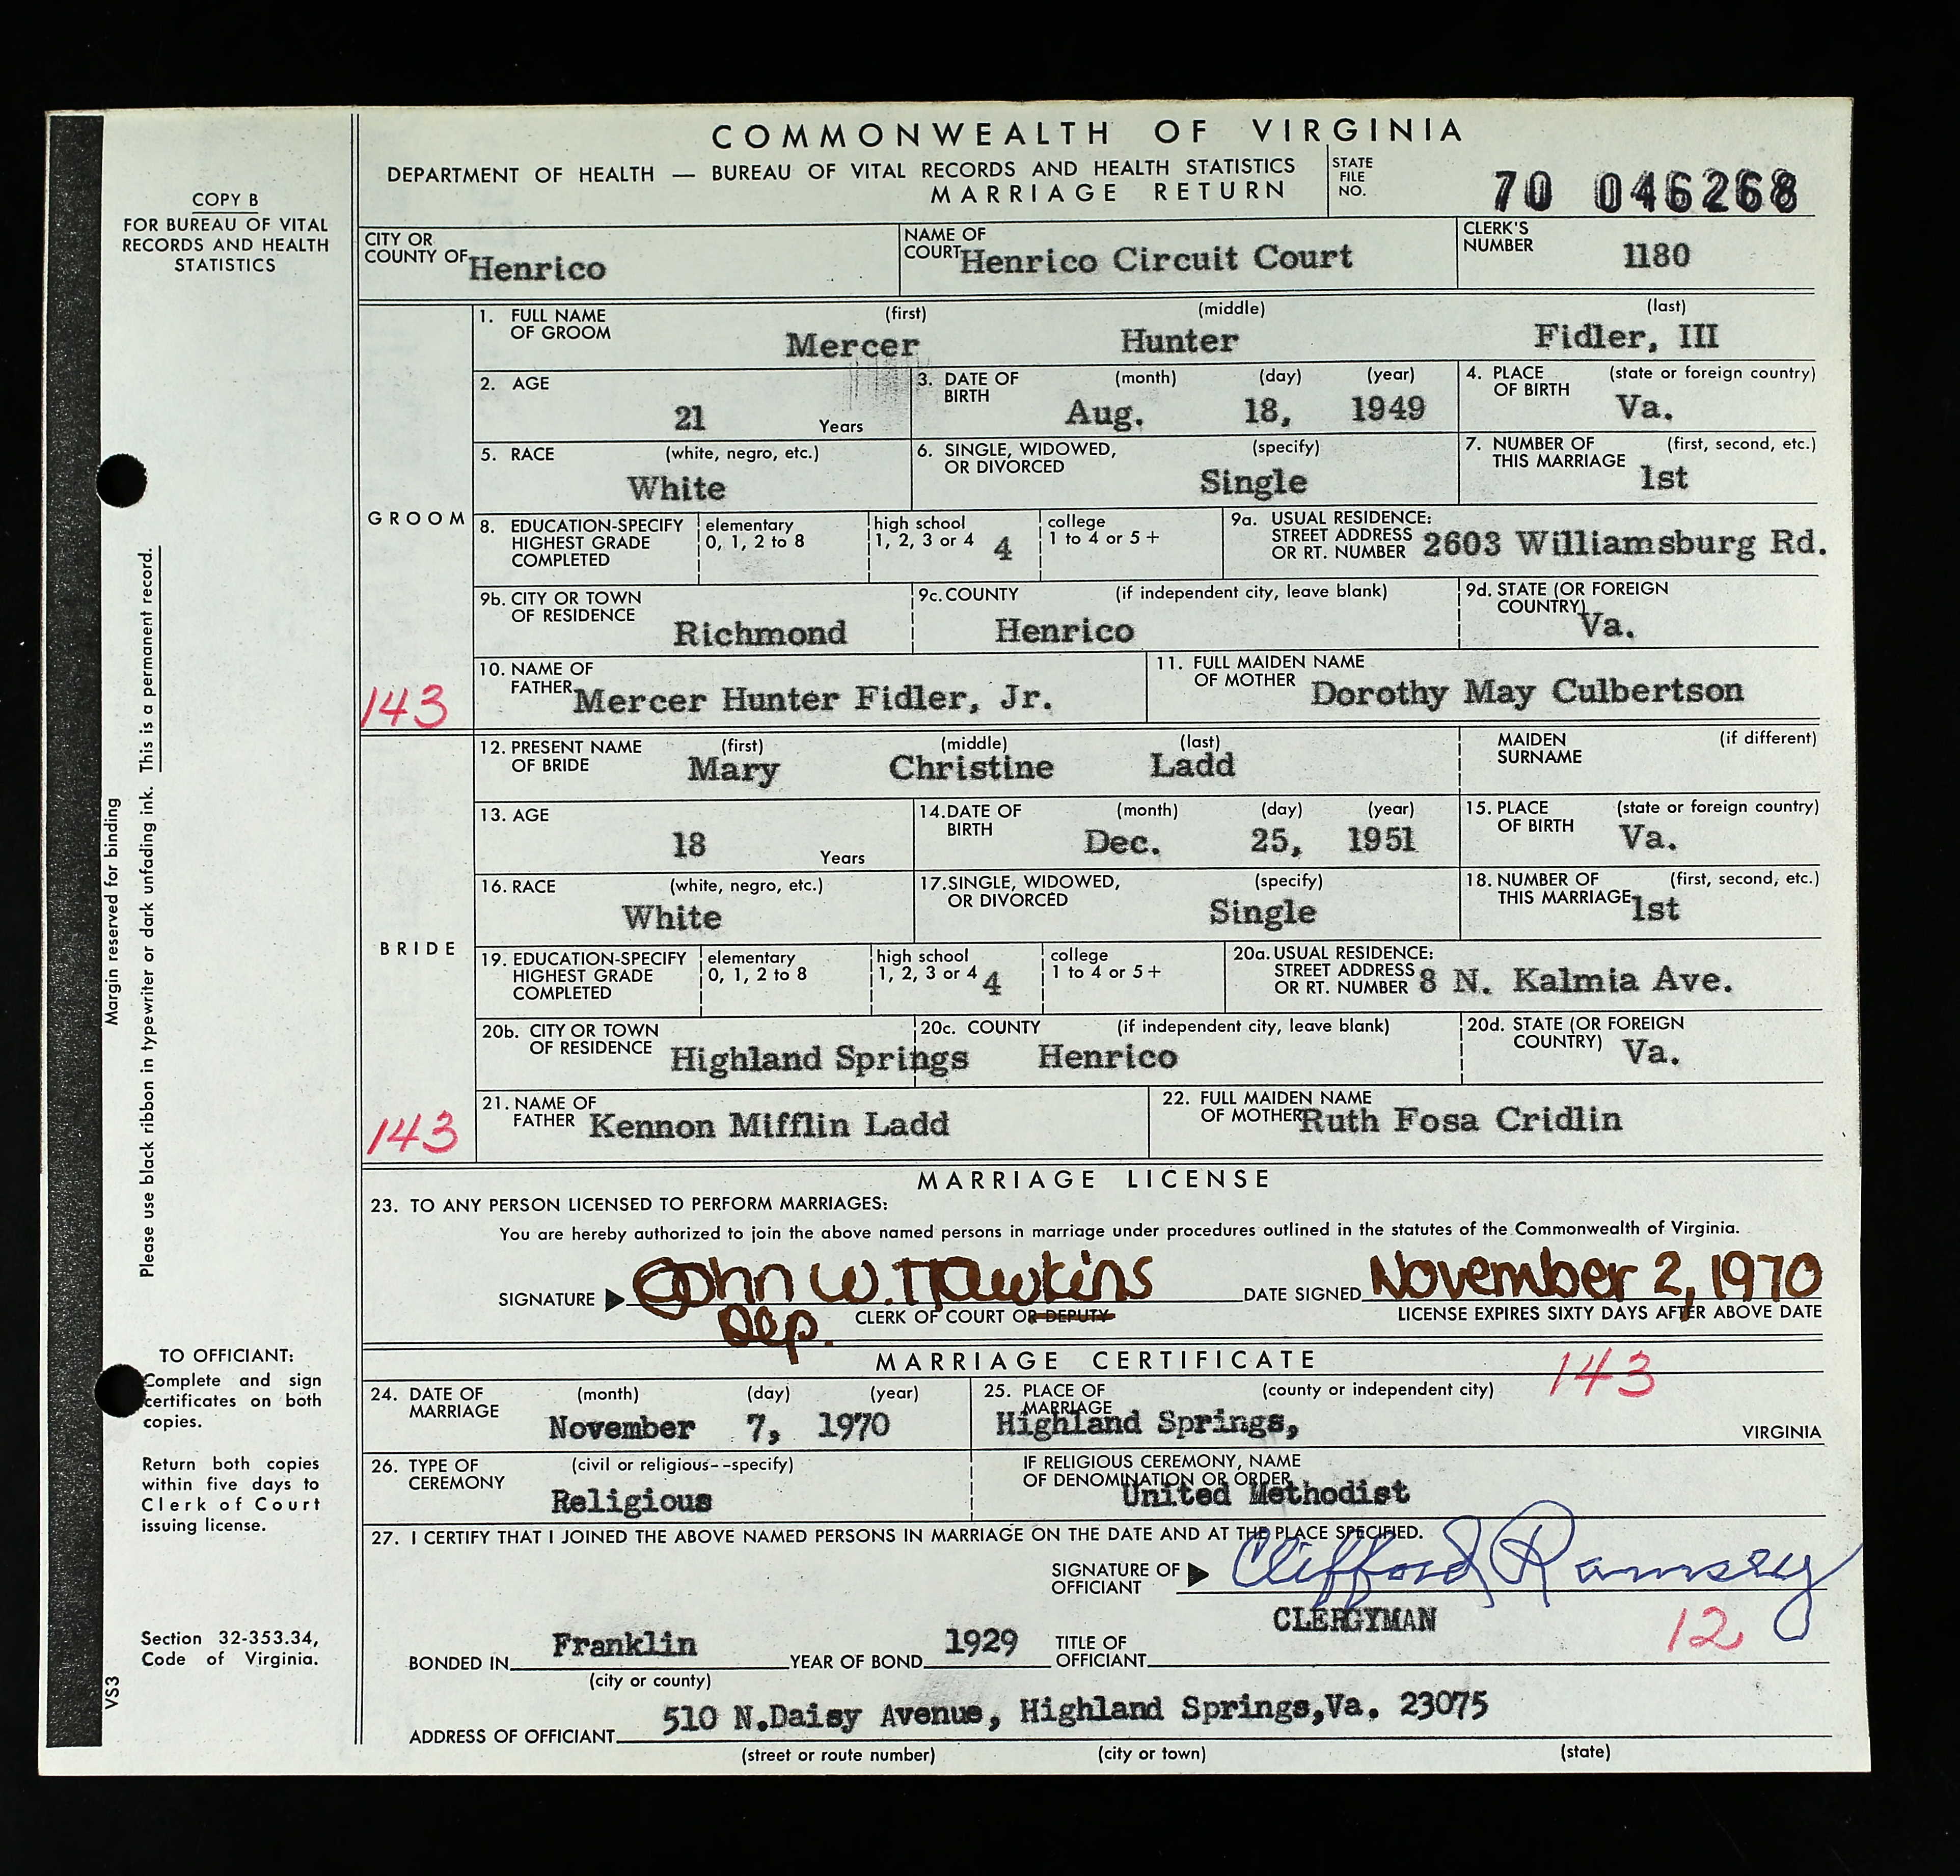 COMMONWEALTH OF VIRGINIA
DEPARTMENT OF HEALTH — BUREAU OF VITAL RECORDS AND HEALTH STATISTICS
MARRIAGE RETURN
STATE FILE NO. 70 046268
COPY B
FOR BUREAU OF VITAL
RECORDS AND HEALTH
STATISTICS
CITY OR COUNTY OF Henrico
NAME OF COURT Henrico Circuit Court
CLERK'S NUMBER 1180
GROOM
1. FULL NAME OF GROOM (first) Mercer (middle) Hunter (last) Fidler, III
2. AGE 21 Years
3. DATE OF BIRTH (month) (day) (year) Aug. 18, 1949
4. PLACE OF BIRTH (state or foreign country) Va.
5. RACE (white, negro, etc.) White
6. SINGLE, WIDOWED, OR DIVORCED (specify) Single
7. NUMBER OF THIS MARRIAGE (first, second, etc.) 1st
8. EDUCATION-SPECIFY HIGHEST GRADE COMPLETED elementary 0, 1, 2 to 8 high school 1, 2, 3 or 4 4 college 1 to 4 or 5+
9a. USUAL RESIDENCE: STREET ADDRESS OR RT. NUMBER 2603 Williamsburg Rd.
9b. CITY OR TOWN OF RESIDENCE Richmond
9c. COUNTY (if independent city, leave blank) Henrico
9d. STATE (OR FOREIGN COUNTRY) Va.
10. NAME OF FATHER Mercer Hunter Fidler, Jr.
11. FULL MAIDEN NAME OF MOTHER Dorothy May Culbertson
143
BRIDE
12. PRESENT NAME OF BRIDE (first) Mary (middle) Christine (last) Ladd
MAIDEN SURNAME (if different)
13. AGE 18 Years
14. DATE OF BIRTH (month) (day) (year) Dec. 25, 1951
15. PLACE OF BIRTH (state or foreign country) Va.
16. RACE (white, negro, etc.) White
17. SINGLE, WIDOWED, OR DIVORCED (specify) Single
18. NUMBER OF THIS MARRIAGE (first, second, etc.) 1st
19. EDUCATION-SPECIFY HIGHEST GRADE COMPLETED elementary 0, 1, 2 to 8 high school 1, 2, 3 or 4 4 college 1 to 4 or 5+
20a. USUAL RESIDENCE: STREET ADDRESS OR RT. NUMBER 8 N. Kalmia Ave.
20b. CITY OR TOWN OF RESIDENCE Highland Springs
20c. COUNTY (if independent city, leave blank) Henrico
20d. STATE (OR FOREIGN COUNTRY) Va.
21. NAME OF FATHER Kennon Mifflin Ladd
22. FULL MAIDEN NAME OF MOTHER Ruth Fosa Cridlin
143
MARRIAGE LICENSE
23. TO ANY PERSON LICENSED TO PERFORM MARRIAGES:
You are hereby authorized to join the above named persons in marriage under procedures outlined in the statutes of the Commonwealth of Virginia.
SIGNATURE John W. Hawkins DATE SIGNED November 2, 1970
Dep. CLERK OF COURT OR DEPUTY LICENSE EXPIRES SIXTY DAYS AFTER ABOVE DATE
MARRIAGE CERTIFICATE 143
24. DATE OF MARRIAGE (month) (day) (year) November 7, 1970
25. PLACE OF MARRIAGE (county or independent city) Highland Springs, VIRGINIA
26. TYPE OF CEREMONY (civil or religious--specify) Religious
IF RELIGIOUS CEREMONY, NAME OF DENOMINATION OR ORDER United Methodist
27. I CERTIFY THAT I JOINED THE ABOVE NAMED PERSONS IN MARRIAGE ON THE DATE AND AT THE PLACE SPECIFIED.
SIGNATURE OF OFFICIANT Clifford Ramsey
BONDED IN Franklin YEAR OF BOND 1929 TITLE OF OFFICIANT CLERGYMAN 12
(city or county)
ADDRESS OF OFFICIANT 510 N.Daisy Avenue, Highland Springs,Va. 23075
(street or route number) (city or town) (state)
Margin reserved for binding
Please use black ribbon in typewriter or dark unfading ink. This is a permanent record.
TO OFFICIANT:
Complete and sign
certificates on both
copies.
Return both copies
within five days to
Clerk of Court
issuing license.
Section 32-353.34,
Code of Virginia.
VS3